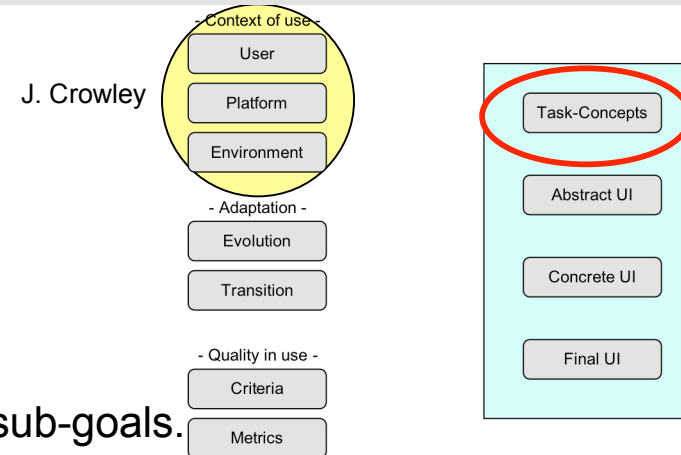 - Context of use -
User
J. Crowley
Platform
Environment
- Adaptation -
Evolution
Transition
- Quality in use -
Criteria
sub-goals.
Metrics
Task-Concepts
Abstract UI
Concrete UI
Final UI